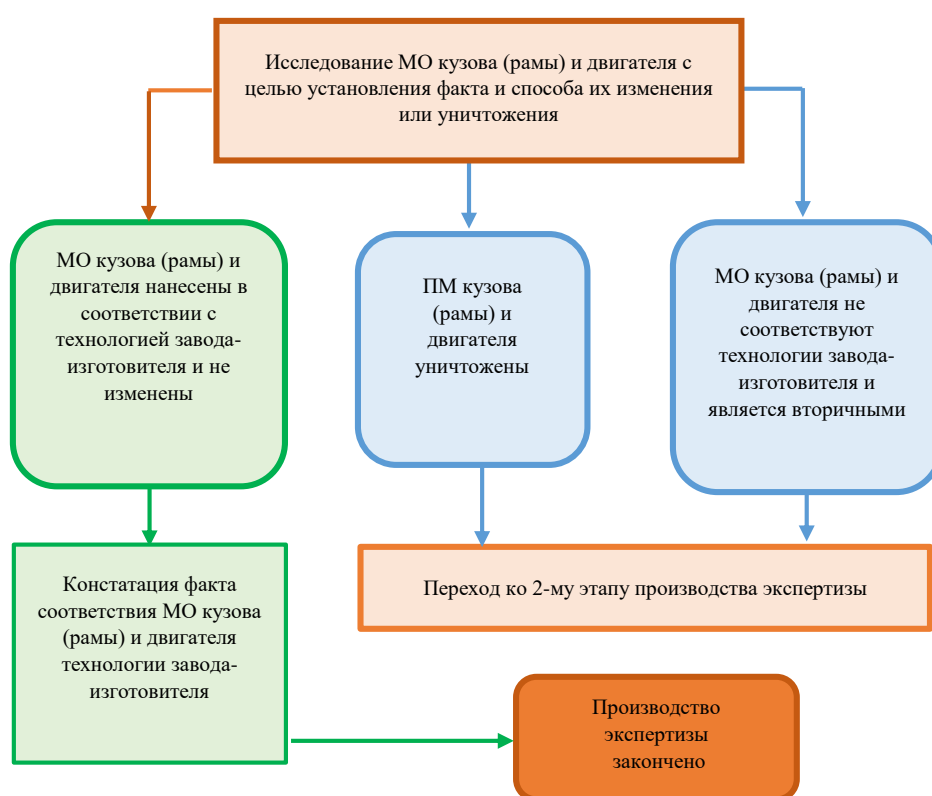 Исследование МО кузова (рамы) и двигателя с
целью установления факта и способа их изменения
или уничтожения
МО кузова (рамы) и
двигателя нанесены в
соответствии с
технологией завода-
изготовителя и не
изменены
ПМ кузова
(рамы) и
двигателя
уничтожены
МО кузова (рамы) и
двигателя не
соответствуют
технологии завода-
изготовителя и
является вторичными
Констатация факта
соответствия МО кузова
(рамы) и двигателя
технологии завода-
изготовителя
Переход ко 2-му этапу производства экспертизы
Производство
экспертизы
закончено